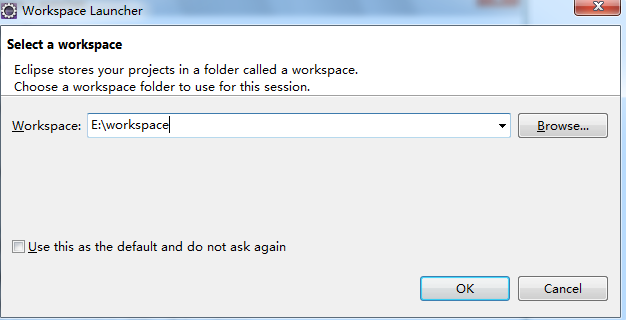 Workspace Launcher
Select a workspace
Eclipse stores your projects in a folder called a workspace.
Choose a workspace folder to use for this session.
Workspace: E:\workspace Browse...
Use this as the default and do not ask again
OK Cancel